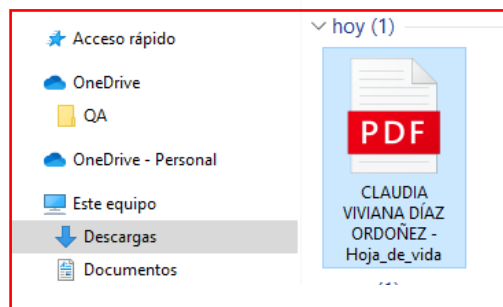 Acceso rápido
OneDrive
QA
OneDrive - Personal
Este equipo
Descargas
Documentos
hoy (1)
PDF
CLAUDIA
VIVIANA DÍAZ
ORDOÑEZ -
Hoja_de_vida